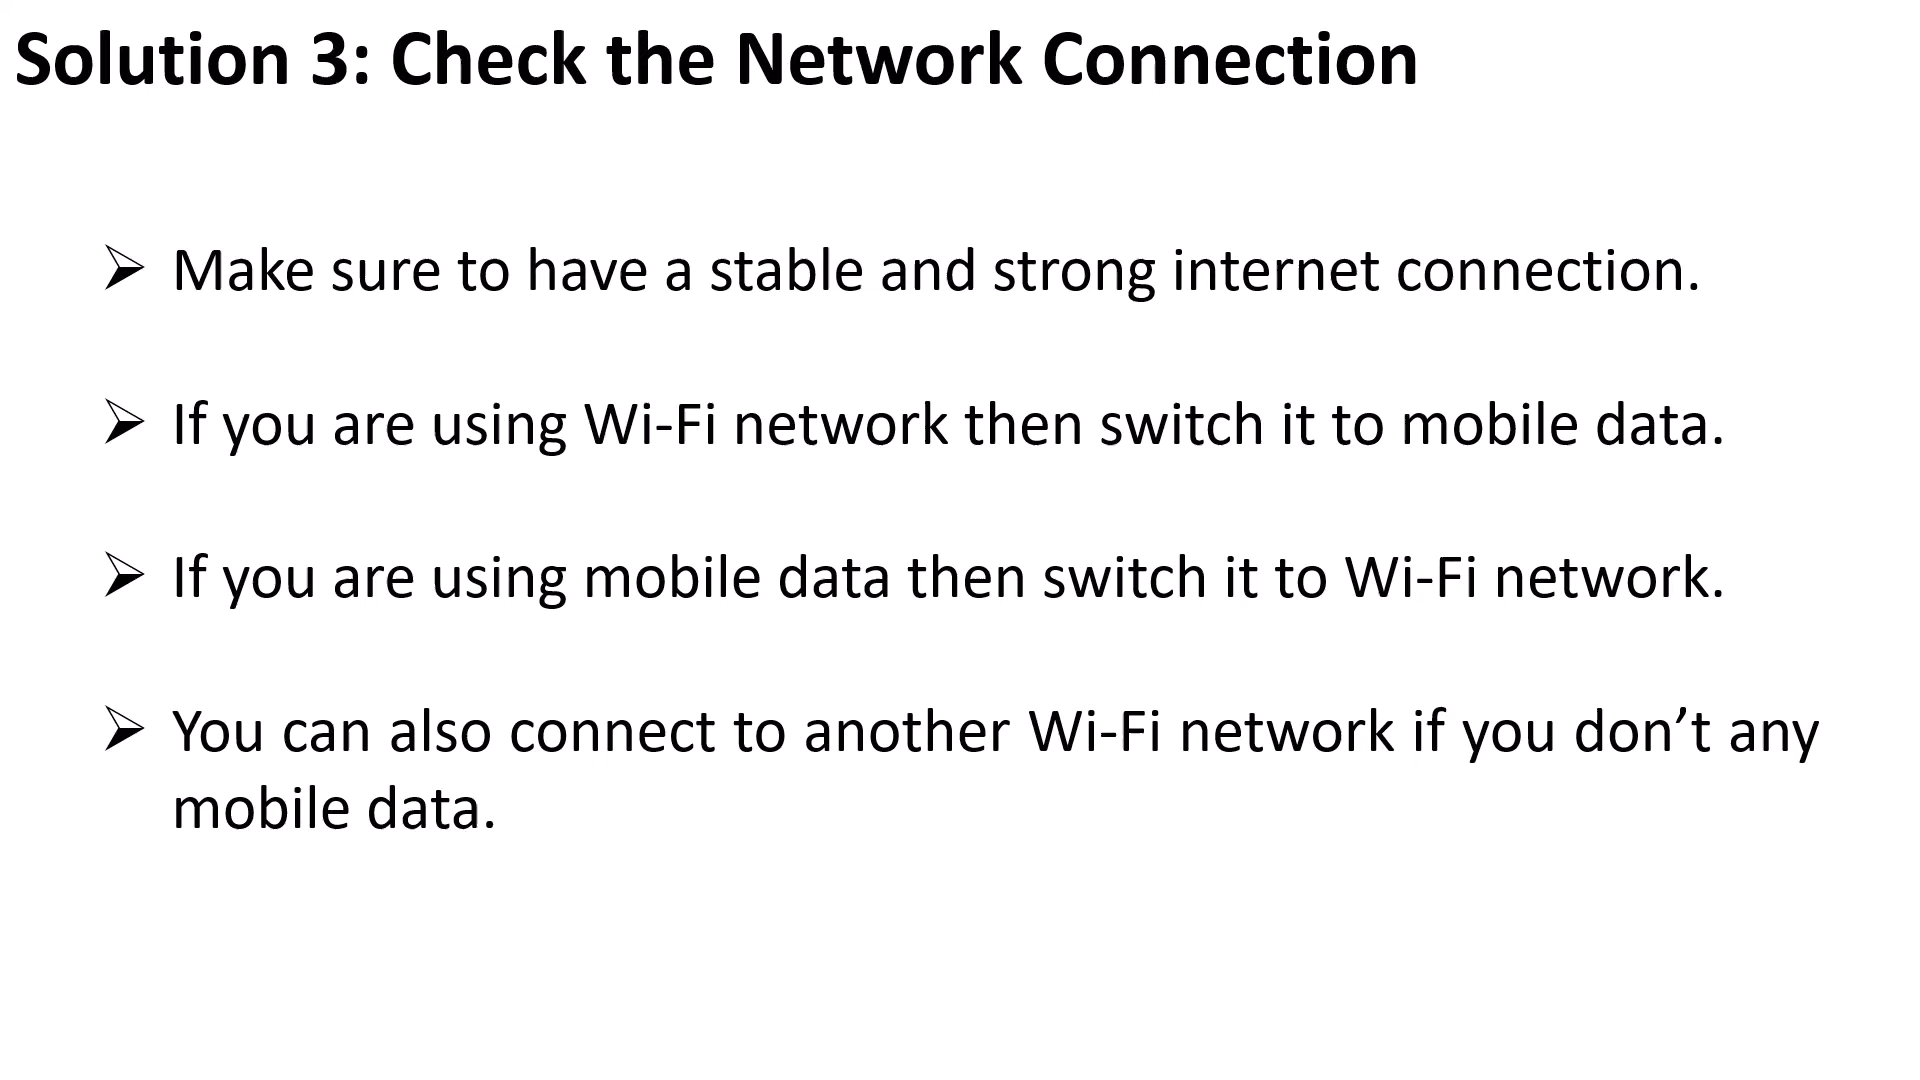 Solution 3: Check the Network Connection
➢ Make sure to have a stable and strong internet connection.
➢ If you are using Wi-Fi network then switch it to mobile data.
➢ If you are using mobile data then switch it to Wi-Fi network.
➢ You can also connect to another Wi-Fi network if you don’t any
mobile data.